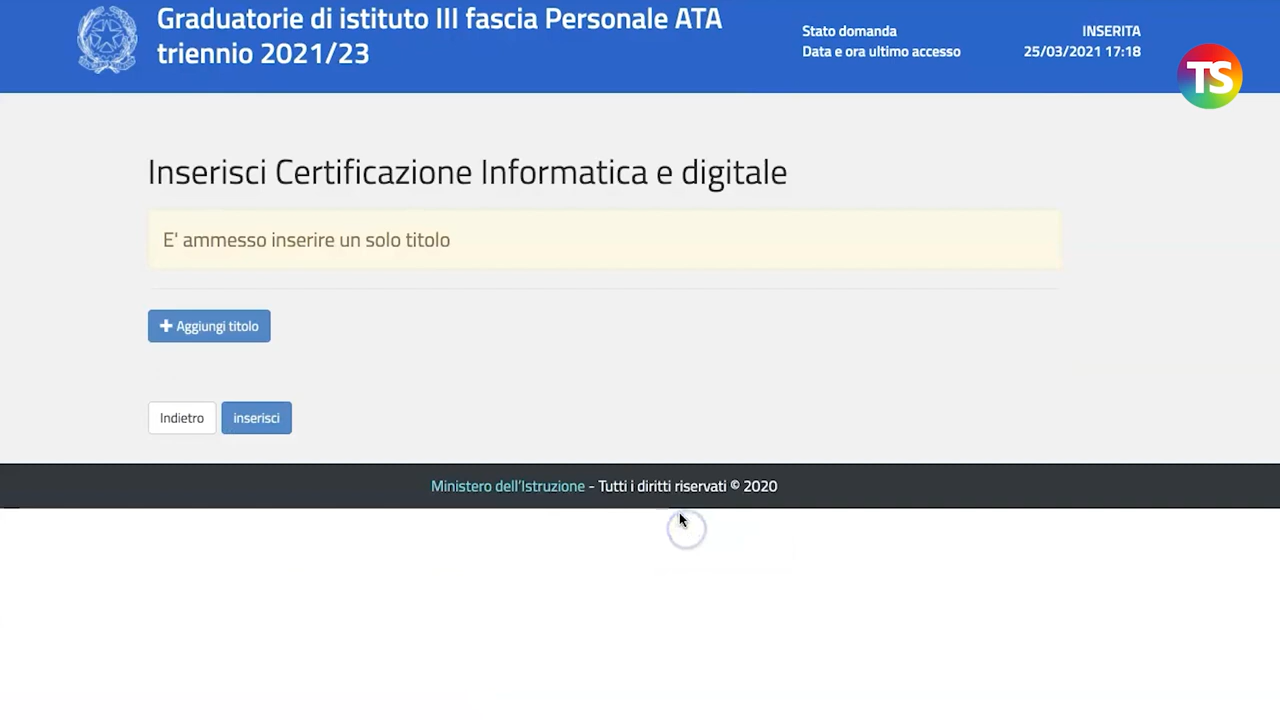 Graduatorie di istituto III fascia Personale ATA
triennio 2021/23
Stato domanda INSERITA
Data e ora ultimo accesso 25/03/2021 17:18
TS
Inserisci Certificazione Informatica e digitale
E' ammesso inserire un solo titolo
Aggiungi titolo
Indietro inserisci
Ministero dell'Istruzione - Tutti i diritti riservati © 2020